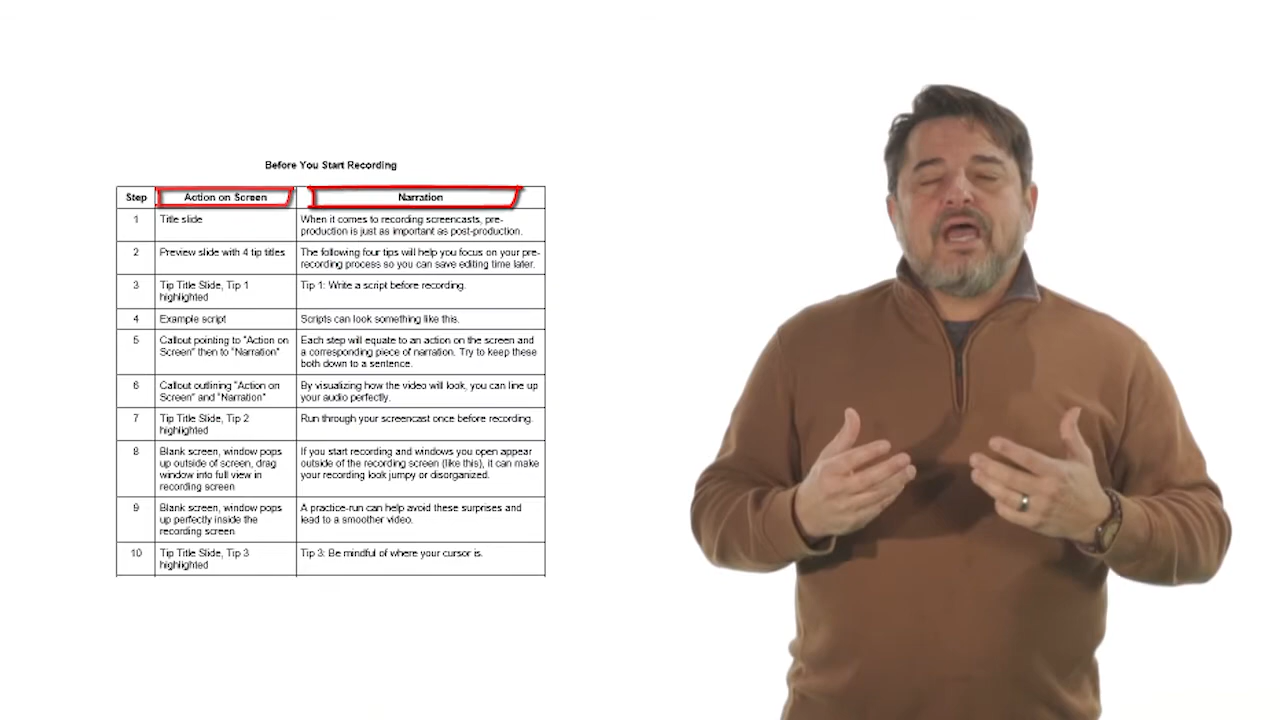 Before You Start Recording
Step Action on Screen Narration
1 Title slide When it comes to recording screencasts, pre-
production is just as important as post-production.
2 Preview slide with 4 tip titles The following four tips will help you focus on your pre-
recording process so you can save editing time later.
3 Tip Title Slide, Tip 1 Tip 1: Write a script before recording.
highlighted
4 Example script Scripts can look something like this.
5 Callout pointing to "Action on Each step will equate to an action on the screen and
Screen" then to "Narration" a corresponding piece of narration. Try to keep these
both down to a sentence.
6 Callout outlining "Action on By visualizing how the video will look, you can line up
Screen" and "Narration" your audio perfectly.
7 Tip Title Slide, Tip 2 Run through your screencast once before recording.
highlighted
8 Blank screen, window pops If you start recording and windows you open appear
up outside of screen, drag outside of the recording screen (like this), it can make
window into full view in your recording look jumpy or disorganized.
recording screen
9 Blank screen, window pops A practice-run can help avoid these surprises and
up perfectly inside the lead to a smoother video.
recording screen
10 Tip Title Slide, Tip 3 Tip 3: Be mindful of where your cursor is.
highlighted